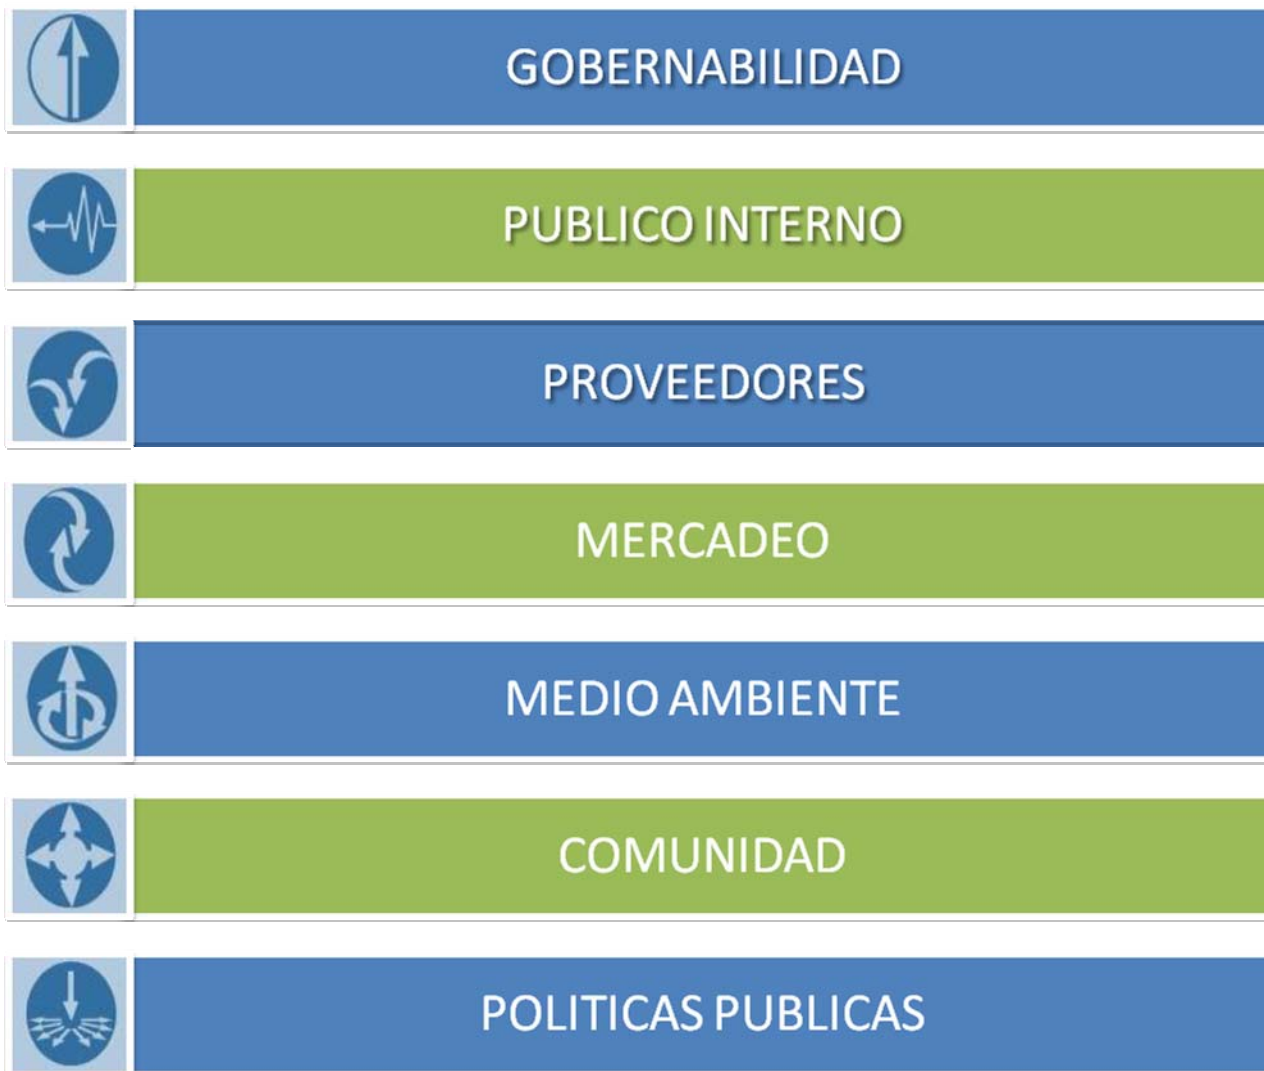 GOBERNABILIDAD
PUBLICO INTERNO
PROVEEDORES
MERCADEO
MEDIO AMBIENTE
COMUNIDAD
POLITICAS PUBLICAS